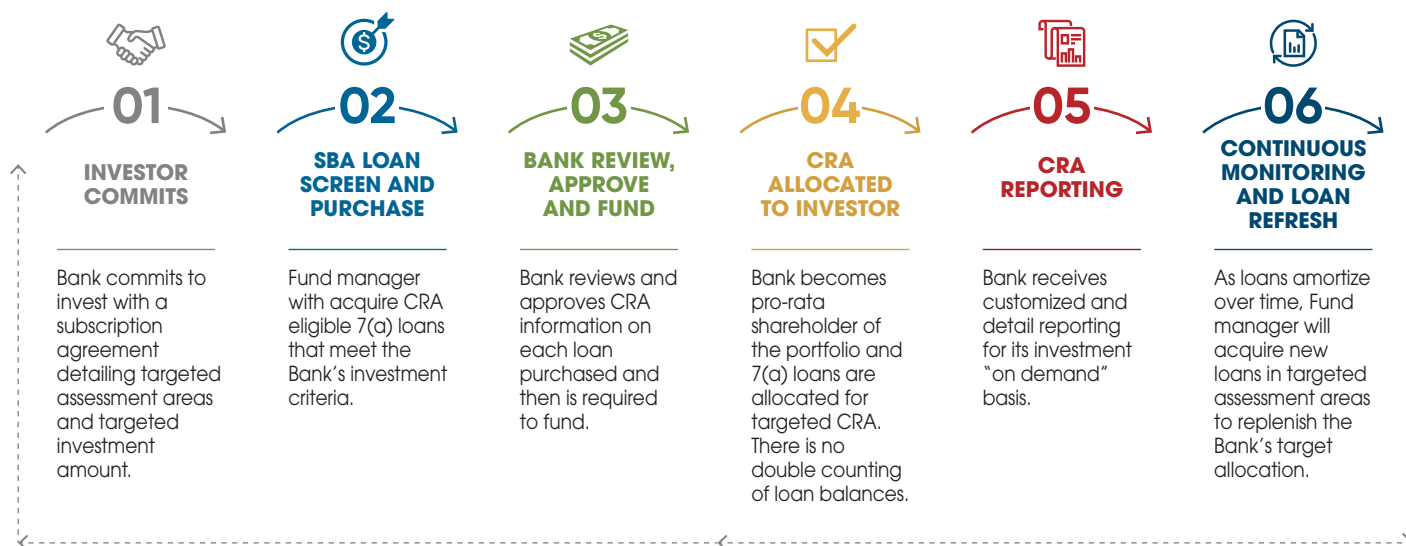 01
INVESTOR
COMMITS
Bank commits to
invest with a
subscription
agreement
detailing targeted
assessment areas
and targeted
investment
amount.
02
SBA LOAN
SCREEN AND
PURCHASE
Fund manager
with acquire CRA
eligible 7(a) loans
that meet the
Bank’s investment
criteria.
03
BANK REVIEW,
APPROVE
AND FUND
Bank reviews and
approves CRA
information on
each loan
purchased and
then is required
to fund.
04
CRA
ALLOCATED
TO INVESTOR
Bank becomes
pro-rata
shareholder of
the portfolio and
7(a) loans are
allocated for
targeted CRA.
There is no
double counting
of loan balances.
05
CRA
REPORTING
Bank receives
customized and
detail reporting
for its investment
“on demand”
basis.
06
CONTINUOUS
MONITORING
AND LOAN
REFRESH
As loans amortize
over time, Fund
manager will
acquire new
loans in targeted
assessment areas
to replenish the
Bank’s target
allocation.